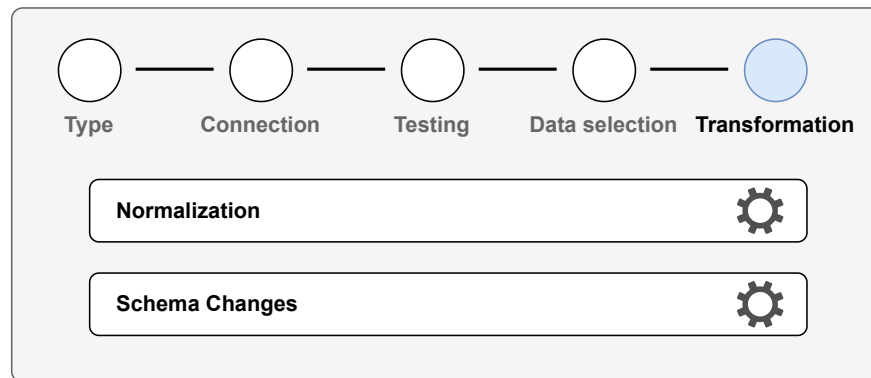 Type Connection Testing Data selection Transformation
Normalization
Schema Changes